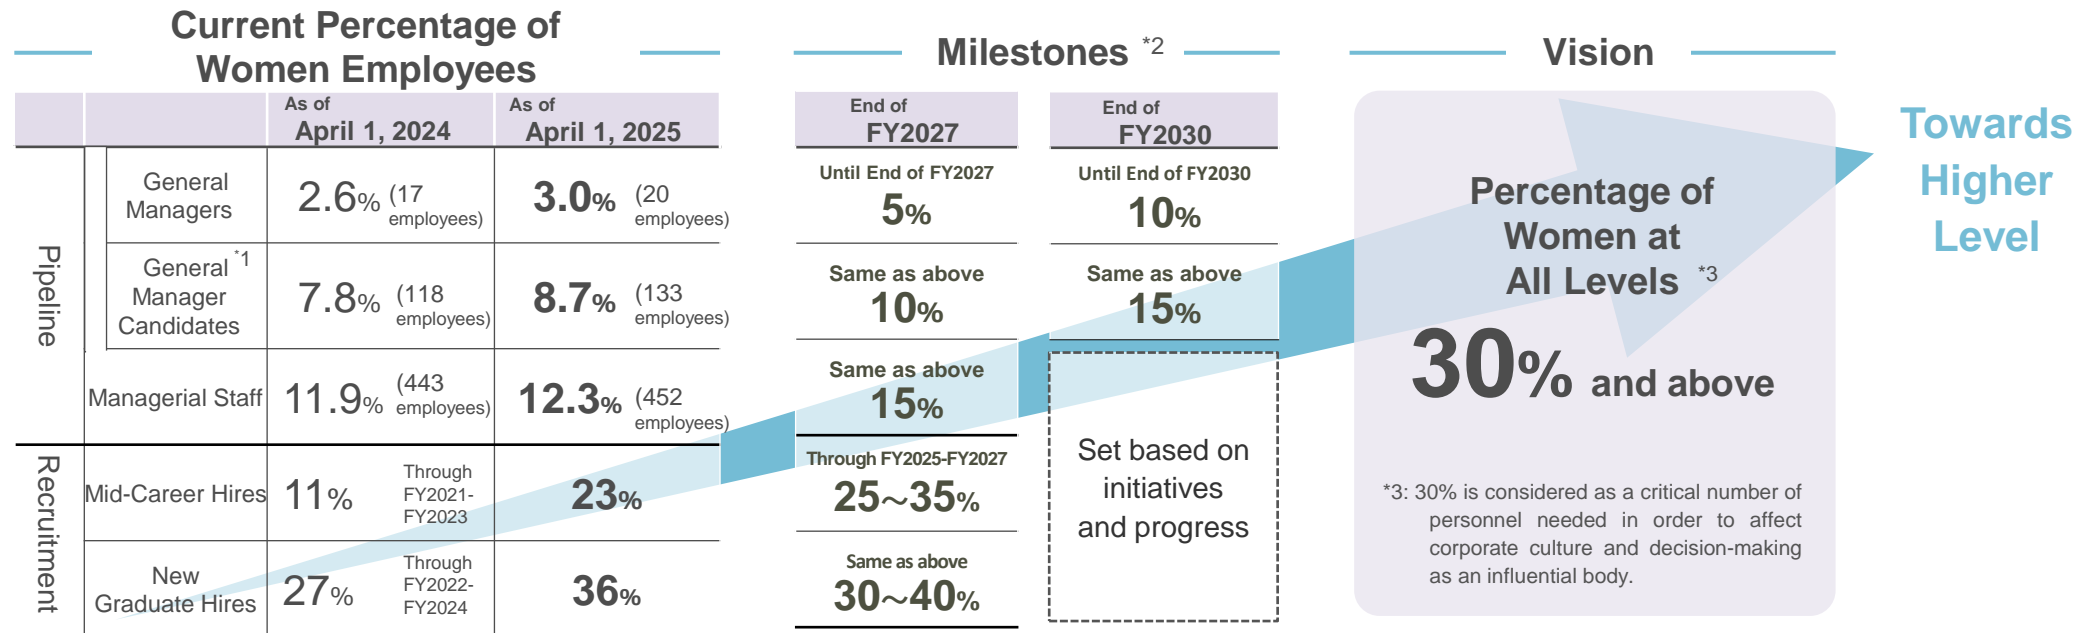 Current Percentage of
Women Employees
As of
April 1, 2024
As of
April 1, 2025
Pipeline
General
Managers
2.6% (17
employees)
3.0% (20
employees)
General *1
Manager
Candidates
7.8% (118
employees)
8.7% (133
employees)
Managerial Staff
11.9% (443
employees)
12.3% (452
employees)
Recruitment
Mid-Career Hires
11%
Through
FY2021-
FY2023
23%
New
Graduate Hires
27%
Through
FY2022-
FY2024
36%
Milestones *2
End of
FY2027
End of
FY2030
Until End of FY2027
5%
Until End of FY2030
10%
Same as above
10%
Same as above
15%
Same as above
15%
Through FY2025-FY2027
25～35%
Same as above
30～40%
Set based on
initiatives
and progress
Vision
Percentage of
Women at
All Levels *3
30% and above
*3: 30% is considered as a critical number of
personnel needed in order to affect
corporate culture and decision-making
as an influential body.
Towards
Higher
Level